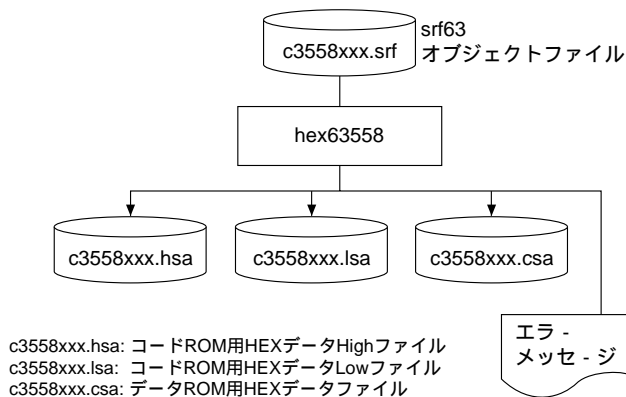 c3558xxx.srf
srf63
オブジェクトファイル
hex63558
c3558xxx.hsa
c3558xxx.lsa
c3558xxx.csa
エラ - 
メッセ - ジ
c3558xxx.hsa: コードROM用HEXデータHighファイル
c3558xxx.lsa: コードROM用HEXデータLowファイル
c3558xxx.csa: データROM用HEXデータファイル